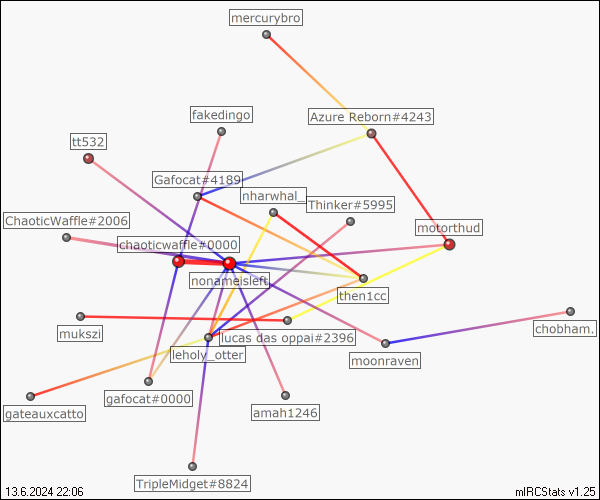 mercurybro
fakedingo
Azure Reborn#4243
tt532
Gafocat#4189
nharwhal_
Thinker#5995
ChaoticWaffle#2006
motorthud
chaoticwaffle#0000
nonameisleft
then1cc
mukszi
lucas das oppai#2396
chobham.
leholy_otter
moonraven
gafocat#0000
gateauxcatto
amah1246
TripleMidget#8824
13.6.2024 22:06
mIRCStats v1.25